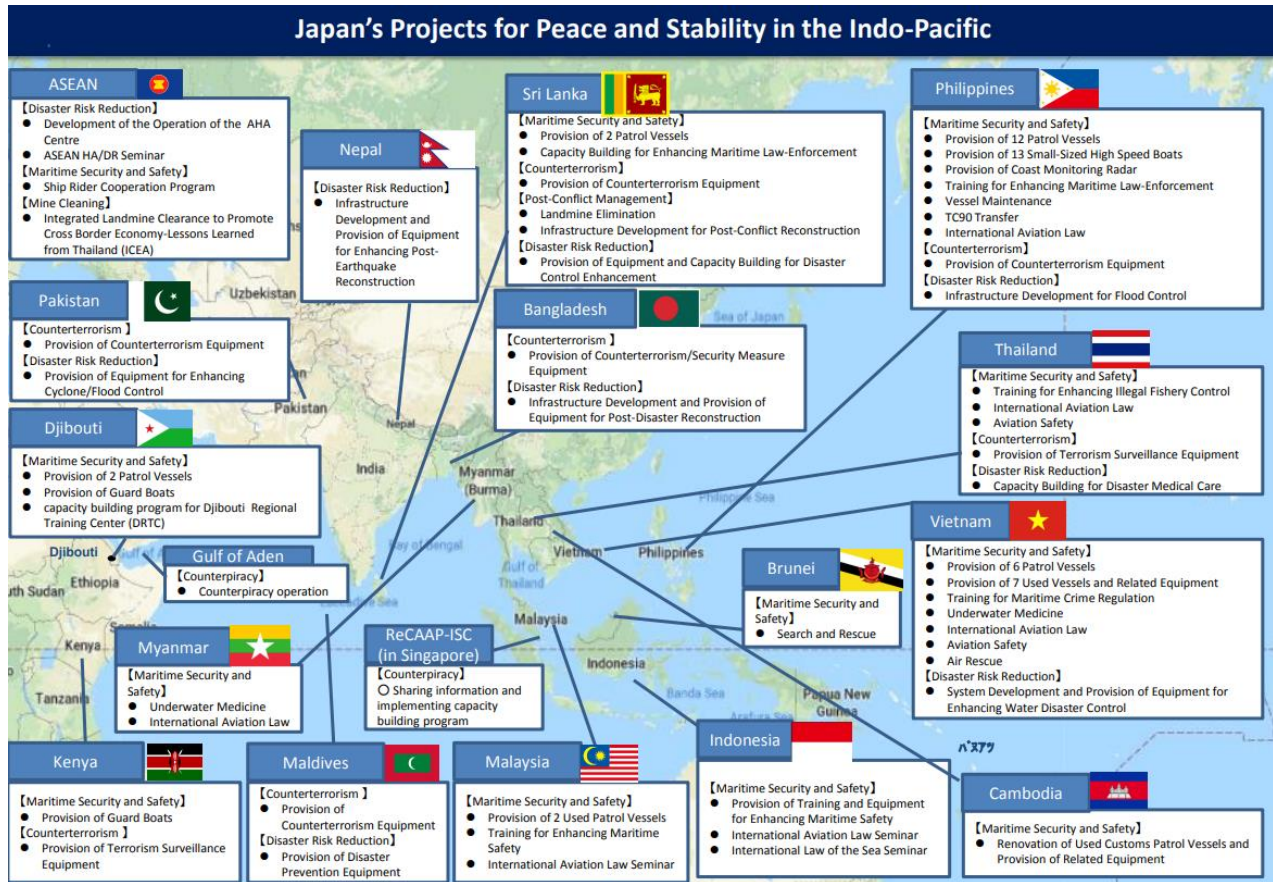 Japan's Projects for Peace and Stability in the Indo-Pacific
ASEAN
【Disaster Risk Reduction】
● Development of the Operation of the AHA
Centre
● ASEAN HA/DR Seminar
【Maritime Security and Safety】
● Ship Rider Cooperation Program
【Mine Cleaning】
● Integrated Landmine Clearance to Promote
Cross Border Economy-Lessons Learned
from Thailand (ICEA)
Nepal
【Disaster Risk Reduction】
● Infrastructure
Development and
Provision of Equipment
for Enhancing Post-
Earthquake
Reconstruction
Sri Lanka
【Maritime Security and Safety】
● Provision of 2 Patrol Vessels
● Capacity Building for Enhancing Maritime Law-Enforcement
【Counterterrorism】
● Provision of Counterterrorism Equipment
【Post-Conflict Management】
● Landmine Elimination
● Infrastructure Development for Post-Conflict Reconstruction
【Disaster Risk Reduction】
● Provision of Equipment and Capacity Building for Disaster
Control Enhancement
Philippines
【Maritime Security and Safety】
● Provision of 12 Patrol Vessels
● Provision of 13 Small-Sized High Speed Boats
● Provision of Coast Monitoring Radar
● Training for Enhancing Maritime Law-Enforcement
● Vessel Maintenance
● TC90 Transfer
● International Aviation Law
【Counterterrorism】
● Provision of Counterterrorism Equipment
【Disaster Risk Reduction】
● Infrastructure Development for Flood Control
Pakistan
【Counterterrorism】
● Provision of Counterterrorism Equipment
【Disaster Risk Reduction】
● Provision of Equipment for Enhancing
Cyclone/Flood Control
Uzbekistan
Bangladesh
【Counterterrorism】
● Provision of Counterterrorism/Security Measure
Equipment
【Disaster Risk Reduction】
● Infrastructure Development and Provision of
Equipment for Post-Disaster Reconstruction
Sea of Japan
Thailand
【Maritime Security and Safety】
● Training for Enhancing Illegal Fishery Control
● International Aviation Law
● Aviation Safety
【Counterterrorism】
● Provision of Terrorism Surveillance Equipment
【Disaster Risk Reduction】
● Capacity Building for Disaster Medical Care
Pakistan
Nepal
India
Myanmar
(Burma)
Thailand
Vietnam
Philippines
Philippine Sea
Bay of Bengal
Gulf of
Thailand
Djibouti
【Maritime Security and Safety】
● Provision of 2 Patrol Vessels
● Provision of Guard Boats
● capacity building program for Djibouti Regional
Training Center (DRTC)
Djibouti
Gulf of A
Ethiopia
uth Sudan
Kenya
Tanzania
Gulf of Aden
【Counterpiracy】
● Counterpiracy operation
Laccadive Sea
Vietnam
【Maritime Security and Safety】
● Provision of 6 Patrol Vessels
● Provision of 7 Used Vessels and Related Equipment
● Training for Maritime Crime Regulation
● Underwater Medicine
● International Aviation Law
● Aviation Safety
● Air Rescue
【Disaster Risk Reduction】
● System Development and Provision of Equipment for
Enhancing Water Disaster Control
Brunei
【Maritime Security and
Safety】
● Search and Rescue
Myanmar
【Maritime Security and
Safety】
● Underwater Medicine
● International Aviation Law
ReCAAP-ISC
(in Singapore)
【Counterpiracy】
○ Sharing information and
implementing capacity
building program
Malaysia
Indonesia
Banda Sea
Arafura Sea
Papua New
Guinea
バヌアツ
Kenya
【Maritime Security and Safety】
● Provision of Guard Boats
【Counterterrorism】
● Provision of Terrorism Surveillance
Equipment
Maldives
【Counterterrorism】
● Provision of
Counterterrorism Equipment
【Disaster Risk Reduction】
● Provision of Disaster
Prevention Equipment
Malaysia
【Maritime Security and Safety】
● Provision of 2 Used Patrol Vessels
● Training for Enhancing Maritime
Safety
● International Aviation Law Seminar
Indonesia
【Maritime Security and Safety】
● Provision of Training and Equipment
for Enhancing Maritime Safety
● International Aviation Law Seminar
● International Law of the Sea Seminar
Cambodia
【Maritime Security and Safety】
● Renovation of Used Customs Patrol Vessels and
Provision of Related Equipment